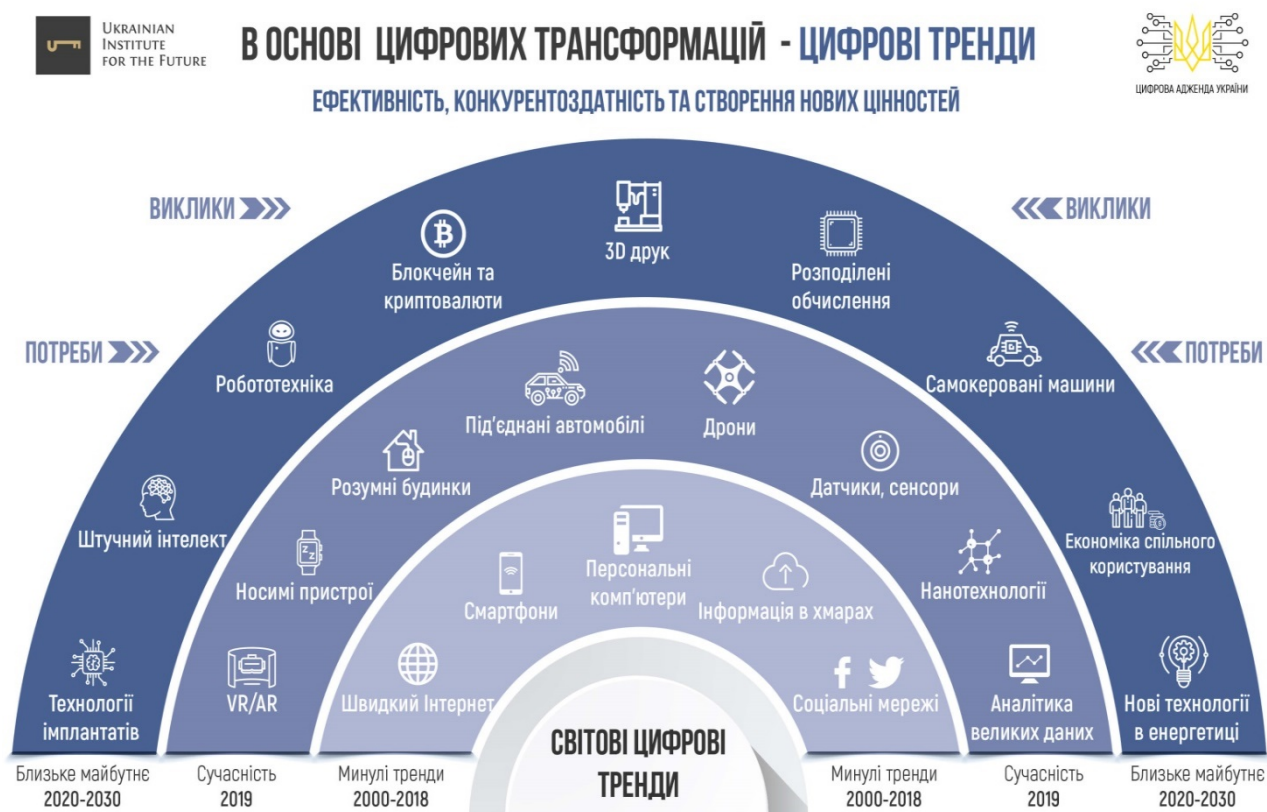 UKRAINIAN
INSTITUTE
FOR THE FUTURE
В ОСНОВІ ЦИФРОВИХ ТРАНСФОРМАЦІЙ - ЦИФРОВІ ТРЕНДИ
ЕФЕКТИВНІСТЬ, КОНКУРЕНТОЗДАТНІСТЬ ТА СТВОРЕННЯ НОВИХ ЦІННОСТЕЙ
ЦИФРОВА АДЖЕНДА УКРАЇНИ
ВИКЛИКИ
ВИКЛИКИ
ПОТРЕБИ
ПОТРЕБИ
Технології
імплантатів
Штучний інтелект
Робототехніка
Блокчейн та
криптовалюти
3D друк
Розподілені
обчислення
Самокеровані машини
Економіка спільного
користування
Нові технології
в енергетиці
VR/AR
Носимі пристрої
Розумні будинки
Під'єднані автомобілі
Дрони
Датчики, сенсори
Нанотехнології
Аналітика
великих даних
Швидкий Інтернет
Смартфони
Персональні
комп'ютери
Інформація в хмарах
Соціальні мережі
СВІТОВІ ЦИФРОВІ
ТРЕНДИ
Близьке майбутнє
2020-2030
Сучасність
2019
Минулі тренди
2000-2018
Минулі тренди
2000-2018
Сучасність
2019
Близьке майбутнє
2020-2030